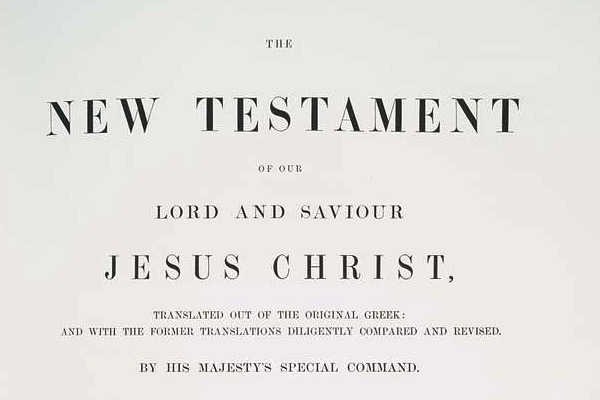 THE
NEW TESTAMENT
OF OUR
LORD AND SAVIOUR
JESUS CHRIST,
TRANSLATED OUT OF THE ORIGINAL GREEK:
AND WITH THE FORMER TRANSLATIONS DILIGENTLY COMPARED AND REVISED.
BY HIS MAJESTY'S SPECIAL COMMAND.